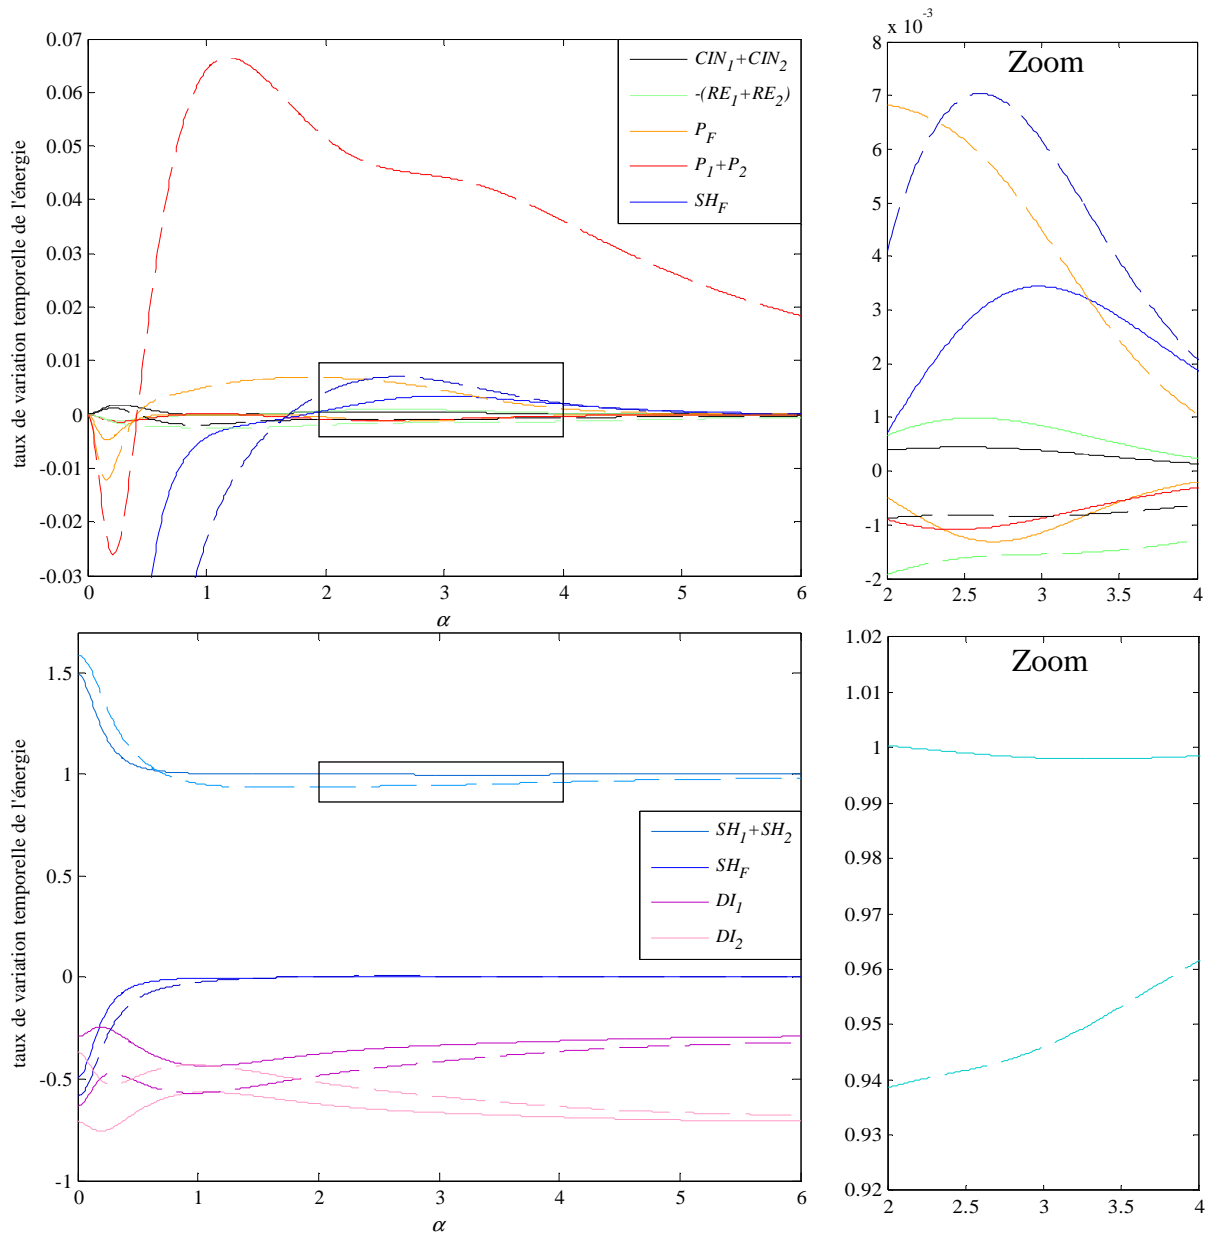 taux de variation temporelle de l'énergie
0.07
0.06
0.05
0.04
0.03
0.02
0.01
0
-0.01
-0.02
-0.03
0 1 2 3 4 5 6
α
CIN1+CIN2
-(RE1+RE2)
PF
P1+P2
SHF
x 10-3
Zoom
8
7
6
5
4
3
2
1
0
-1
-2
2 2.5 3 3.5 4
taux de variation temporelle de l'énergie
1.5
1
0.5
0
-0.5
-1
0 1 2 3 4 5 6
α
SH1+SH2
SHF
DI1
DI2
Zoom
1.02
1.01
1
0.99
0.98
0.97
0.96
0.95
0.94
0.93
0.92
2 2.5 3 3.5 4